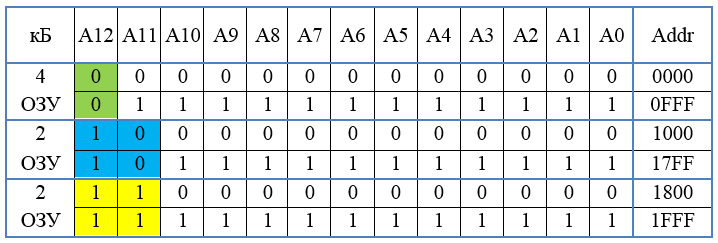 кБ A12 A11 A10 A9 A8 A7 A6 A5 A4 A3 A2 A1 A0 Addr
4 0 0 0 0 0 0 0 0 0 0 0 0 0 0000
ОЗУ 0 1 1 1 1 1 1 1 1 1 1 1 1 0FFF
2 1 0 0 0 0 0 0 0 0 0 0 0 0 1000
ОЗУ 1 0 1 1 1 1 1 1 1 1 1 1 1 17FF
2 1 1 0 0 0 0 0 0 0 0 0 0 0 1800
ОЗУ 1 1 1 1 1 1 1 1 1 1 1 1 1 1FFF